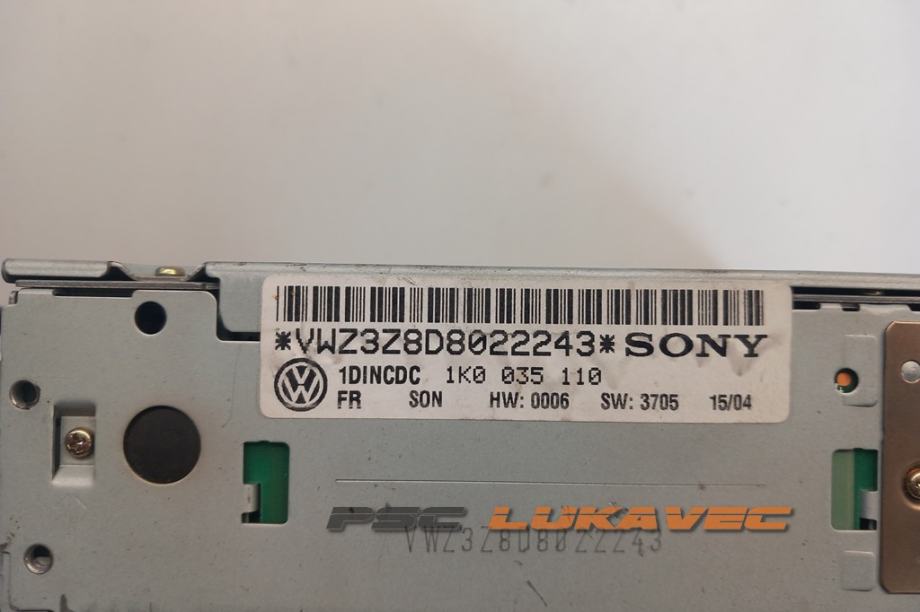 *VWZ3Z8D8022243* SONY
1DINCDC 1K0 035 110
FR SON HW: 0006 SW: 3705 15/04
PSC LUKAVEC
VWZ3Z8D8022243